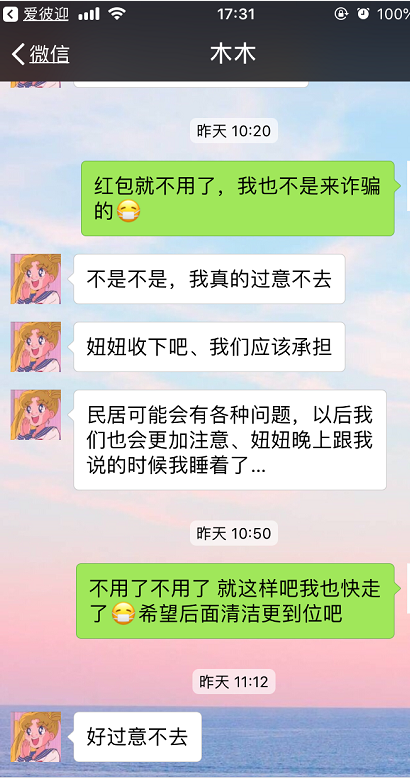 爱彼迎 17:31 100%
微信 木木
昨天 10:20
红包就不用了，我也不是来诈骗
的😷
不是不是，我真的过意不去
妞妞收下吧、我们应该承担
民居可能会有各种问题，以后我
们也会更加注意、妞妞晚上跟我
说的时候我睡着了...
昨天 10:50
不用了不用了 就这样吧我也快走
了😷希望后面清洁更到位吧
昨天 11:12
好过意不去